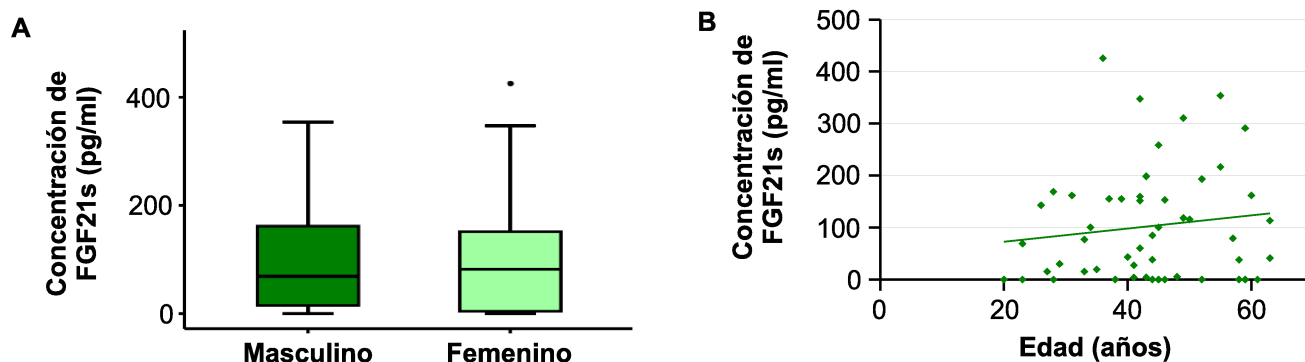 A
Concentración de
FGF21s (pg/ml)
400
200
0
Masculino
Femenino
B
Concentración de
FGF21s (pg/ml)
500
400
300
200
100
0
0
20
40
60
Edad (años)